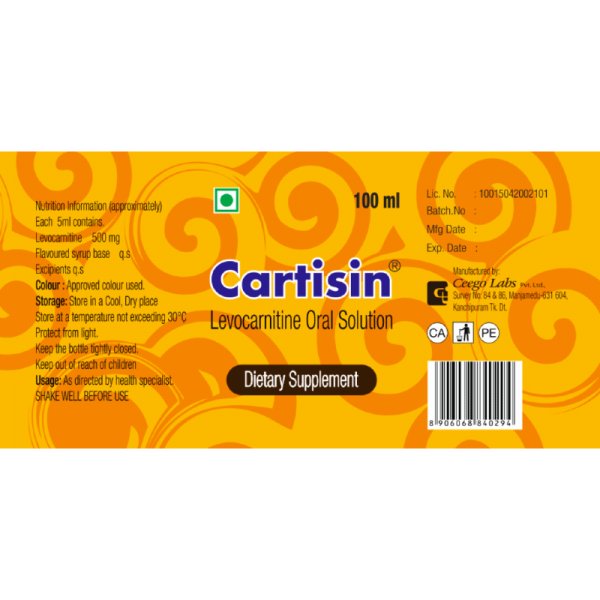 Nutrition Information (approximately)
Each 5ml contains.
Levocarnitine 500 mg
Flavoured syrup base q.s
Excipients q.s
Colour : Approved colour used.
Storage: Store in a Cool, Dry place
Store at a temperature not exceeding 30°C
Protect from light.
Keep the bottle tightly closed.
Keep out of reach of children
Usage: As directed by health specialist.
SHAKE WELL BEFORE USE
100 ml
Cartisin®
Levocarnitine Oral Solution
Dietary Supplement
Lic. No. : 10015042002101
Batch.No :
Mfg Date :
Exp. Date :
Manufactured by:
Ceego Labs Pvt. Ltd.,
Survey No: 84 & 86, Manjamedu-631 604,
Kanchipuram Tk. Dt.
CA
PE
8 906068 840294